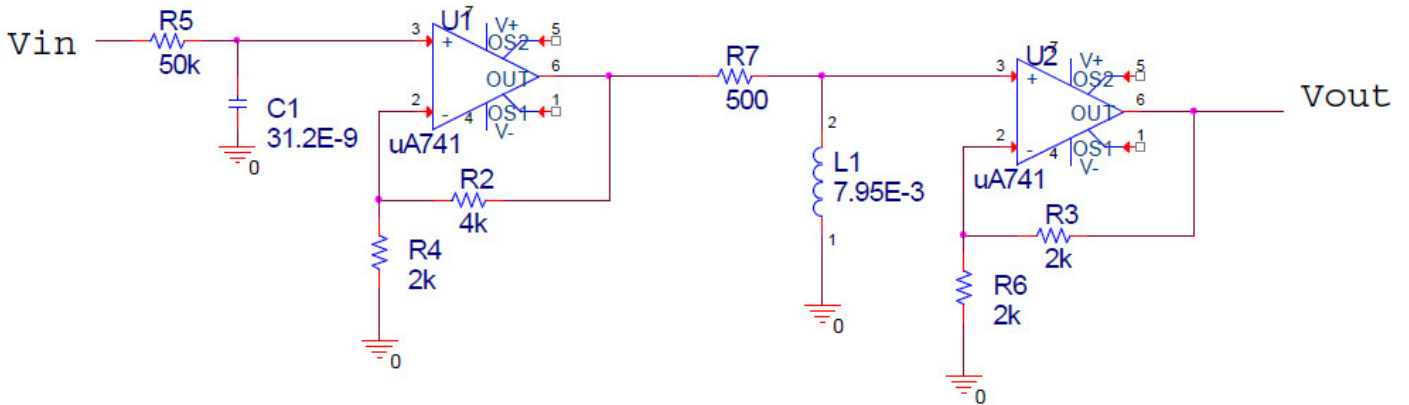 Vin
R5
50k
C1
31.2E-9
0
U1
3
+
2
-
7
V+
OS2
5
OUT
6
OS1
1
4
V-
uA741
R2
4k
R4
2k
0
R7
500
2
L1
7.95E-3
1
0
U2
3
+
2
-
7
V+
OS2
5
OUT
6
OS1
1
4
V-
uA741
Vout
R3
2k
R6
2k
0